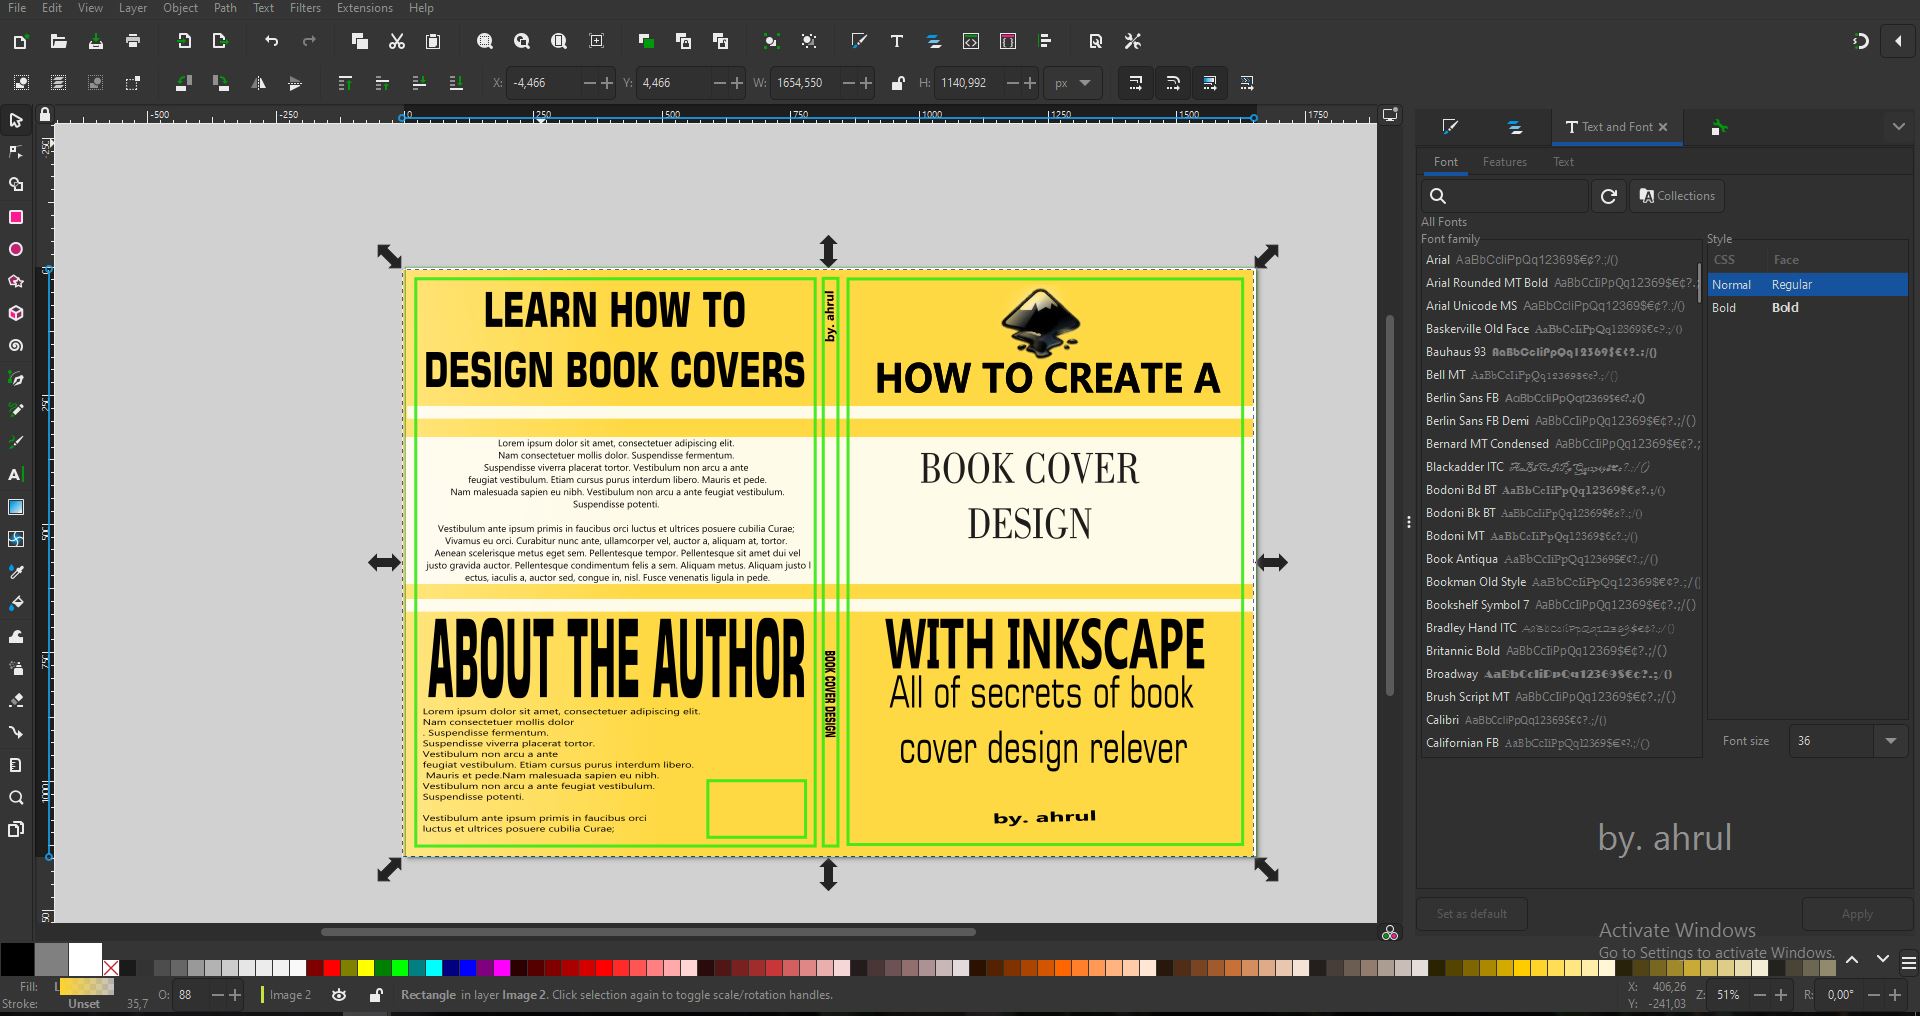 File Edit View Layer Object Path Text Filters Extensions Help
X: -4,466 Y: 4,466 W: 1654,550 H: 1140,992 px
-500 -250 0 250 500 750 1000 1250 1500 1750
Text and Font
Font Features Text
Collections
All Fonts
Font family
Style
Arial AaBbCcIiPpQq12369$€¢?.;/()
Arial Rounded MT Bold AaBbCcIiPpQq12369$€¢?.;
Arial Unicode MS AaBbCcIiPpQq12369$€¢?.;/()
Baskerville Old Face AaBbCcIiPpQq12369$€¢?.;/()
Bauhaus 93 AaBbCcIiPpQq12369$€¢?.;/()
Bell MT AaBbCcIiPpQq12369$€¢?.;/()
Berlin Sans FB AaBbCcIiPpQq12369$€¢?.;/()
Berlin Sans FB Demi AaBbCcIiPpQq12369$€¢?.;/()
Bernard MT Condensed AaBbCcIiPpQq12369$€¢?.;
Blackadder ITC AaBbCcIiPpQq12369$€¢?.;/()
Bodoni Bd BT AaBbCcIiPpQq12369$€¢?.;/()
Bodoni Bk BT AaBbCcIiPpQq12369$€¢?.;/()
Bodoni MT AaBbCcIiPpQq12369$€¢?.;/()
Book Antiqua AaBbCcIiPpQq12369$€¢?.;/()
Bookman Old Style AaBbCcIiPpQq12369$€¢?.;/()
Bookshelf Symbol 7 AaBbCcIiPpQq12369$€¢?.;/()
Bradley Hand ITC AaBbCcIiPpQq12369$€¢?.;/()
Britannic Bold AaBbCcIiPpQq12369$€¢?.;/()
Broadway AaBbCcIiPpQq12369$€¢?.;/()
Brush Script MT AaBbCcIiPpQq12369$€¢?.;/()
Calibri AaBbCcIiPpQq12369$€¢?.;/()
Californian FB AaBbCcIiPpQq12369$€¢?.;/()
CSS Face
Normal Regular
Bold Bold
Font size 36
by. ahrul
Set as default
Apply
LEARN HOW TO
DESIGN BOOK COVERS
Lorem ipsum dolor sit amet, consectetuer adipiscing elit.
Nam consectetuer mollis dolor. Suspendisse fermentum.
Suspendisse viverra placerat tortor. Vestibulum non arcu a ante
feugiat vestibulum. Etiam cursus purus interdum libero. Mauris et pede.
Nam malesuada sapien eu nibh. Vestibulum non arcu a ante feugiat vestibulum.
Suspendisse potenti.
Vestibulum ante ipsum primis in faucibus orci luctus et ultrices posuere cubilia Curae;
Vivamus eu orci. Curabitur nunc ante, ullamcorper vel, auctor a, aliquam at, tortor.
Aenean scelerisque metus eget sem. Pellentesque tempor. Pellentesque sit amet dui vel
justo gravida auctor. Pellentesque condimentum felis a sem. Aliquam metus. Aliquam justo l
ectus, iaculis a, auctor sed, congue in, nisl. Fusce venenatis ligula in pede.
ABOUT THE AUTHOR
Lorem ipsum dolor sit amet, consectetuer adipiscing elit.
Nam consectetuer mollis dolor
. Suspendisse fermentum.
Suspendisse viverra placerat tortor.
Vestibulum non arcu a ante
feugiat vestibulum. Etiam cursus purus interdum libero.
Mauris et pede.Nam malesuada sapien eu nibh.
Vestibulum non arcu a ante feugiat vestibulum.
Suspendisse potenti.
Vestibulum ante ipsum primis in faucibus orci
luctus et ultrices posuere cubilia Curae;
by. ahrul
BOOK COVER DESIGN
HOW TO CREATE A
BOOK COVER
DESIGN
WITH INKSCAPE
All of secrets of book
cover design relever
by. ahrul
Activate Windows
Go to Settings to activate Windows.
Fill: L
Stroke: Unset 35,7
O: 88
Image 2
Rectangle in layer Image 2. Click selection again to toggle scale/rotation handles.
X: 406,26
Y: -241,03
Z: 51%
R: 0,00°